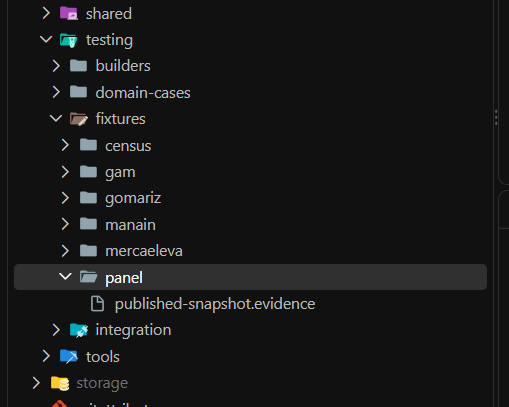 shared
testing
builders
domain-cases
fixtures
census
gam
gomariz
manain
mercaeleva
panel
published-snapshot.evidence
integration
tools
storage